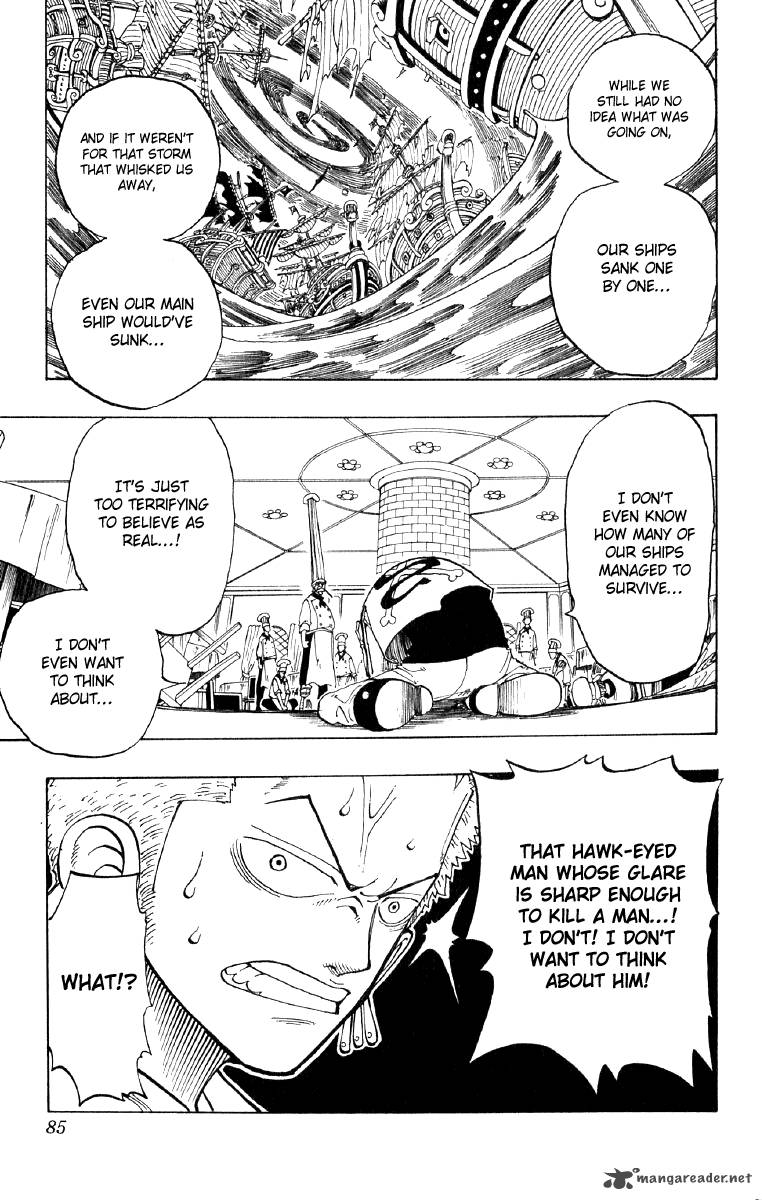 WHILE WE
STILL HAD NO
IDEA WHAT WAS
GOING ON,
OUR SHIPS
SANK ONE
BY ONE...
AND IF IT WEREN'T
FOR THAT STORM
THAT WHISKED US
AWAY,
EVEN OUR MAIN
SHIP WOULD'VE
SUNK...
I DON'T
EVEN KNOW
HOW MANY OF
OUR SHIPS
MANAGED TO
SURVIVE...
IT'S JUST
TOO TERRIFYING
TO BELIEVE AS
REAL...!
I DON'T
EVEN WANT
TO THINK
ABOUT...
THAT HAWK-EYED
MAN WHOSE GLARE
IS SHARP ENOUGH
TO KILL A MAN...!
I DON'T! I DON'T
WANT TO THINK
ABOUT HIM!
WHAT!?
85
mangareader.net